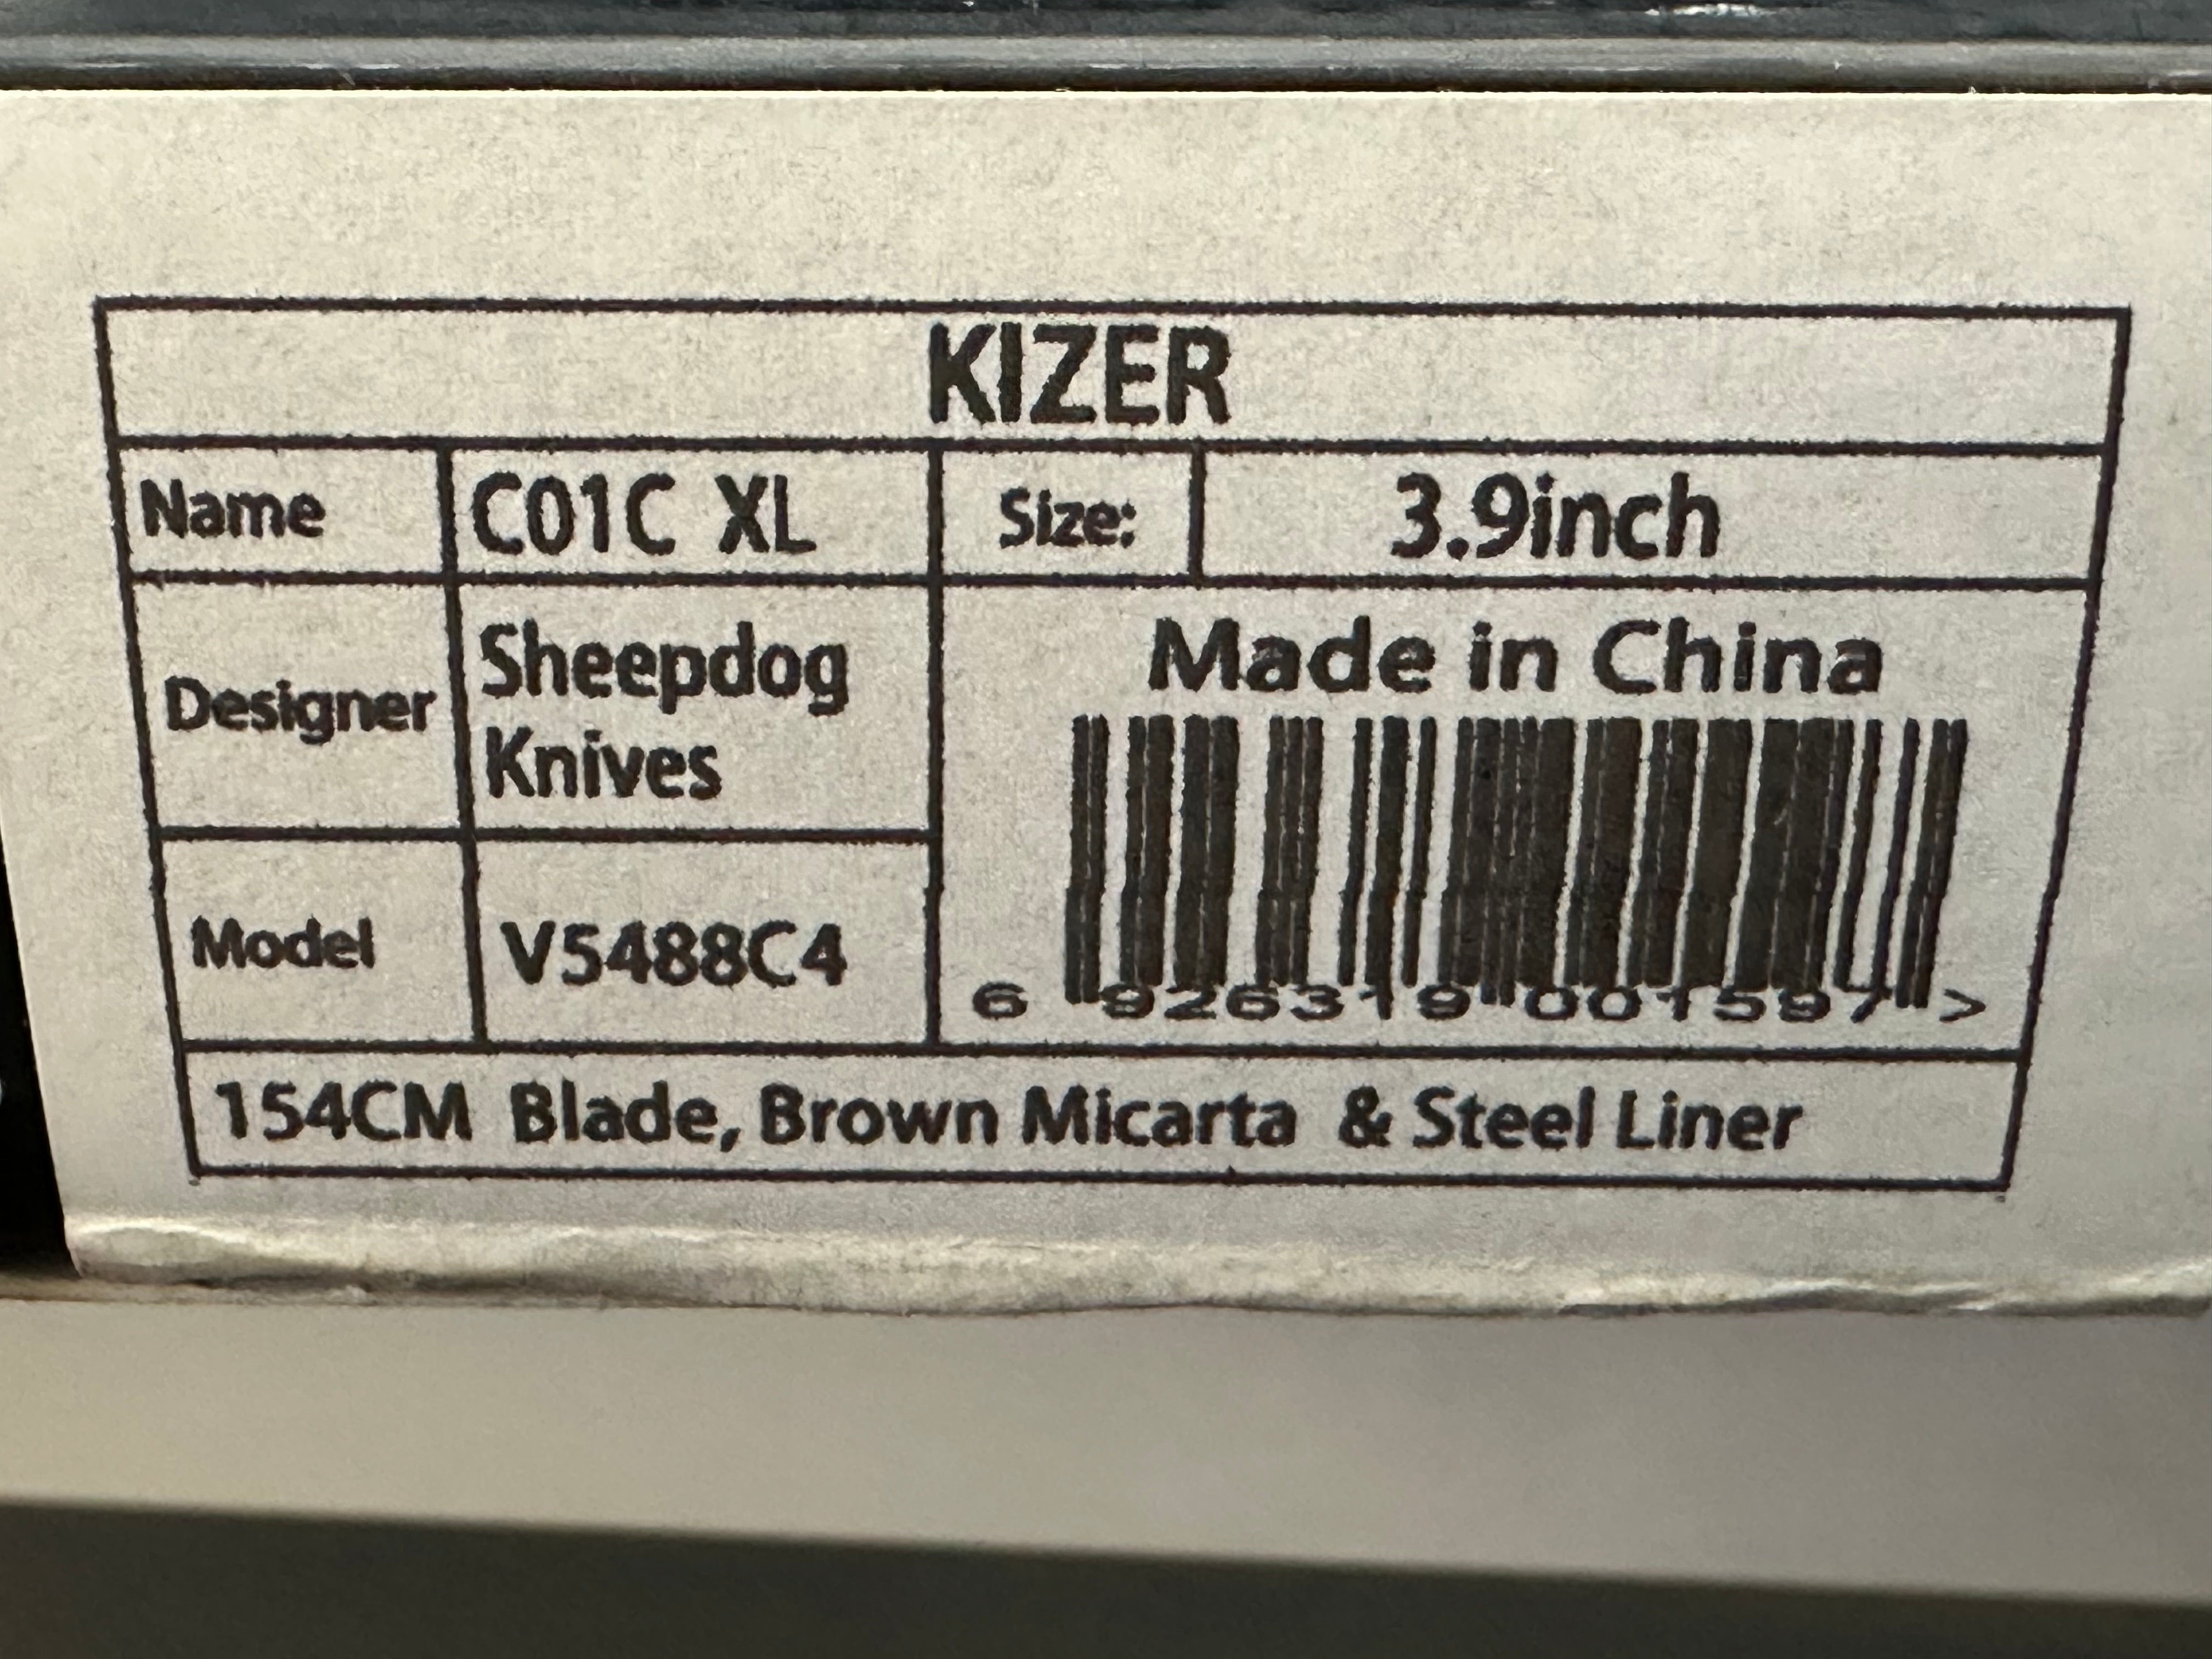 KIZER
Name C01C XL Size: 3.9inch
Designer Sheepdog
Knives
Made in China
Model V5488C4
6 926319 001597 >
154CM Blade, Brown Micarta & Steel Liner